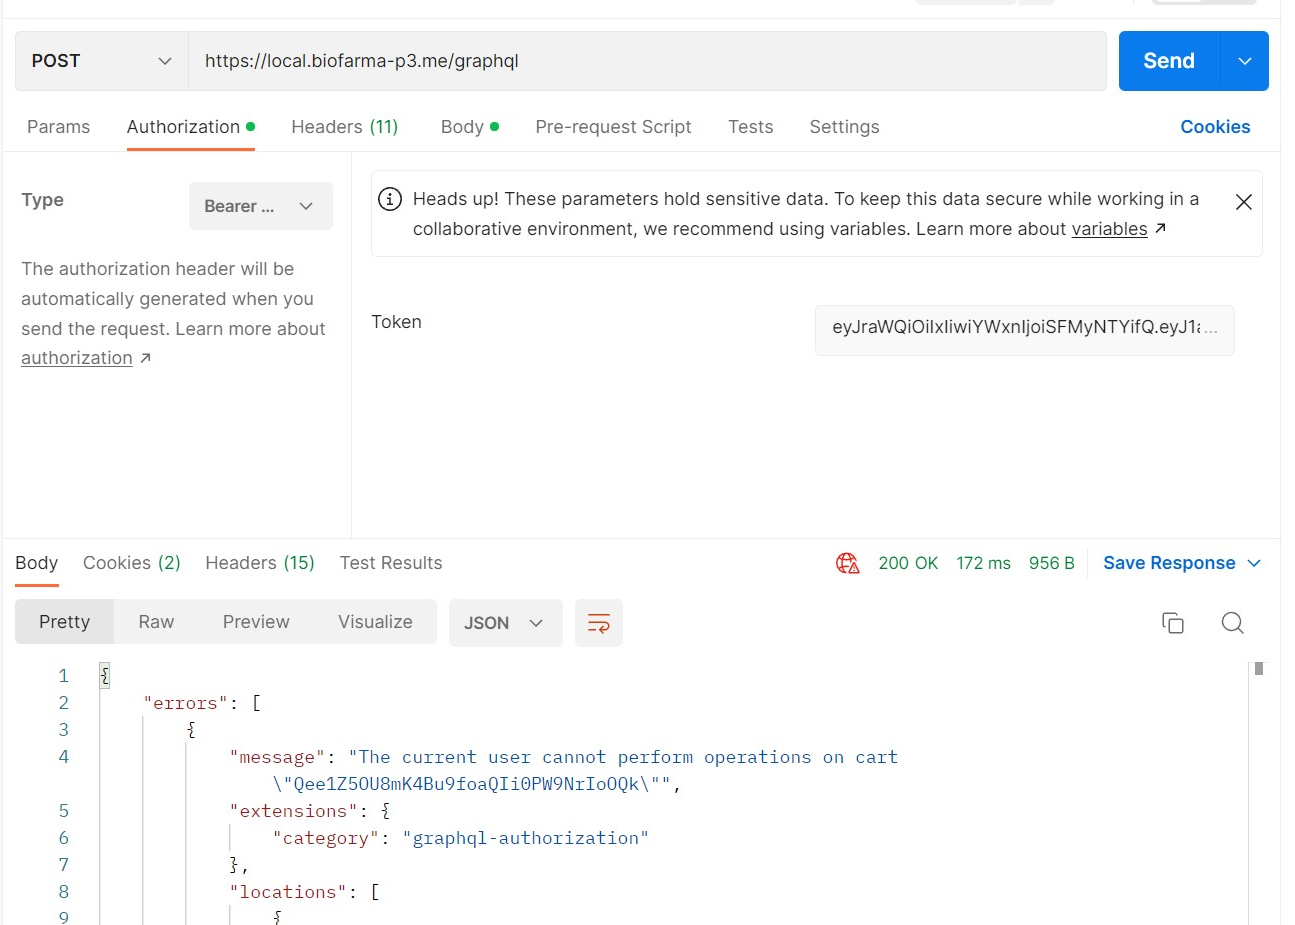 POST
https://local.biofarma-p3.me/graphql
Send
Params
Authorization
Headers (11)
Body
Pre-request Script
Tests
Settings
Cookies
Type
Bearer ...
The authorization header will be
automatically generated when you
send the request. Learn more about
authorization ↗
Heads up! These parameters hold sensitive data. To keep this data secure while working in a
collaborative environment, we recommend using variables. Learn more about variables ↗
Token
eyJraWQiOiIxIiwiYWxnIjoiSFMyNTYifQ.eyJ1...
Body
Cookies (2)
Headers (15)
Test Results
200 OK
172 ms
956 B
Save Response
Pretty
Raw
Preview
Visualize
JSON
1 {
2 "errors": [
3 {
4 "message": "The current user cannot perform operations on cart
\"Qee1Z5OU8mK4Bu9foaQIi0PW9NrIoOQk\"",
5 "extensions": {
6 "category": "graphql-authorization"
7 },
8 "locations": [
9 {